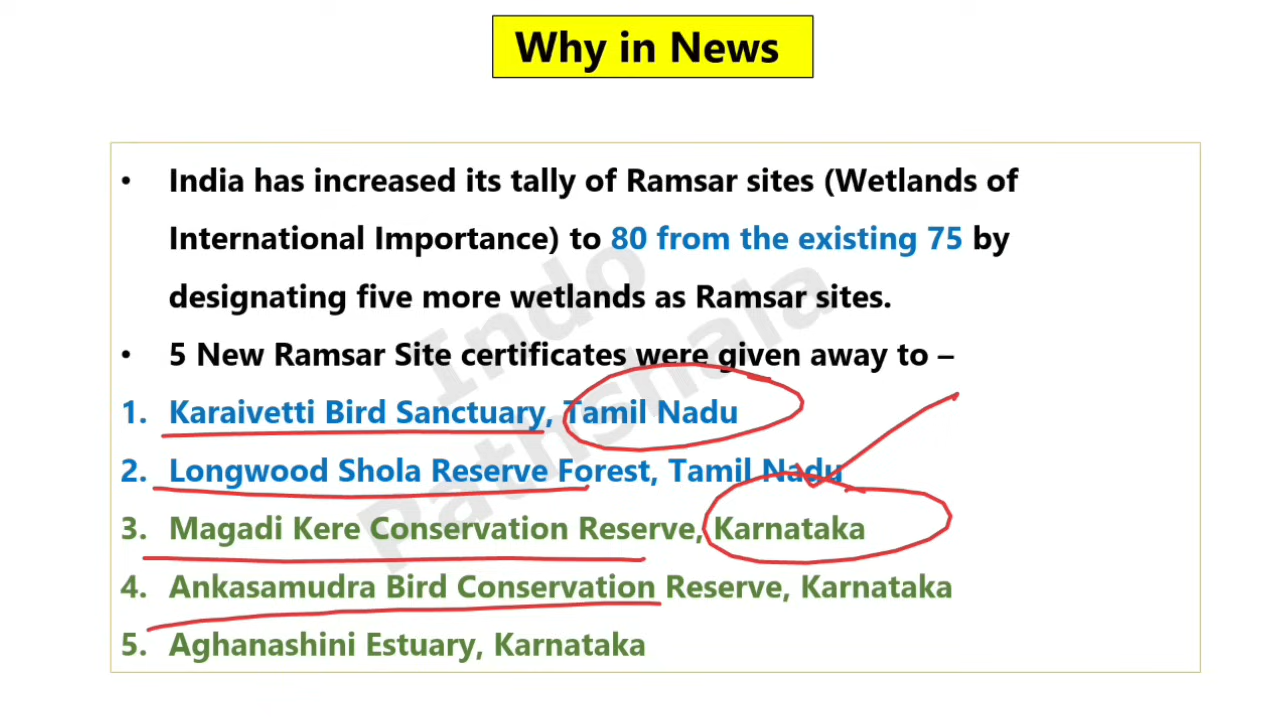 Why in News
• India has increased its tally of Ramsar sites (Wetlands of
International Importance) to 80 from the existing 75 by
designating five more wetlands as Ramsar sites.
• 5 New Ramsar Site certificates were given away to –
1. Karaivetti Bird Sanctuary, Tamil Nadu
2. Longwood Shola Reserve Forest, Tamil Nadu
3. Magadi Kere Conservation Reserve, Karnataka
4. Ankasamudra Bird Conservation Reserve, Karnataka
5. Aghanashini Estuary, Karnataka
Indo
Pathshala